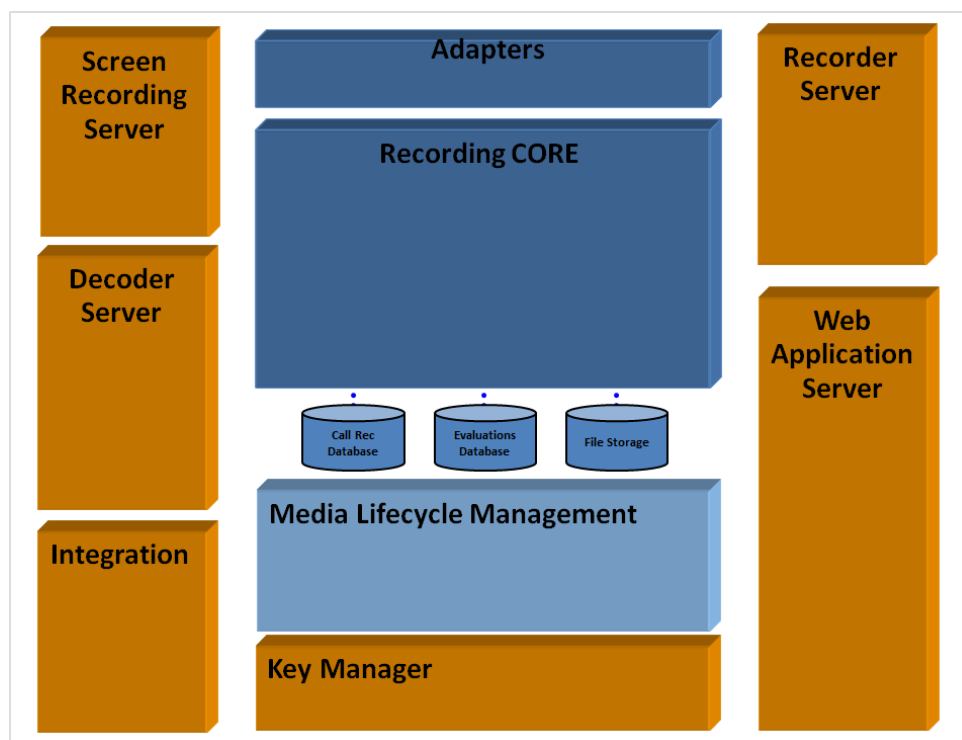 Screen
Recording
Server
Adapters
Recorder
Server
Recording CORE
Decoder
Server
Web
Application
Server
Call Rec
Database
Evaluations
Database
File Storage
Media Lifecycle Management
Integration
Key Manager